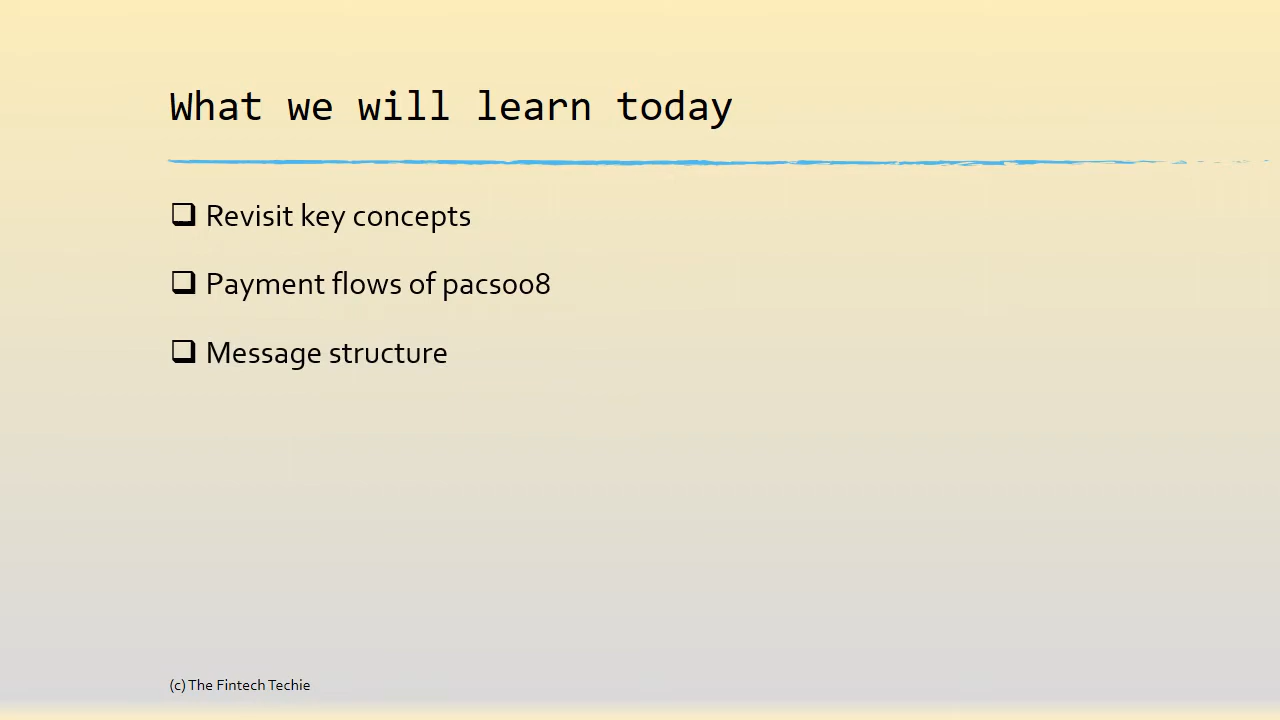 What we will learn today
❑ Revisit key concepts
❑ Payment flows of pacs008
❑ Message structure
(c) The Fintech Techie